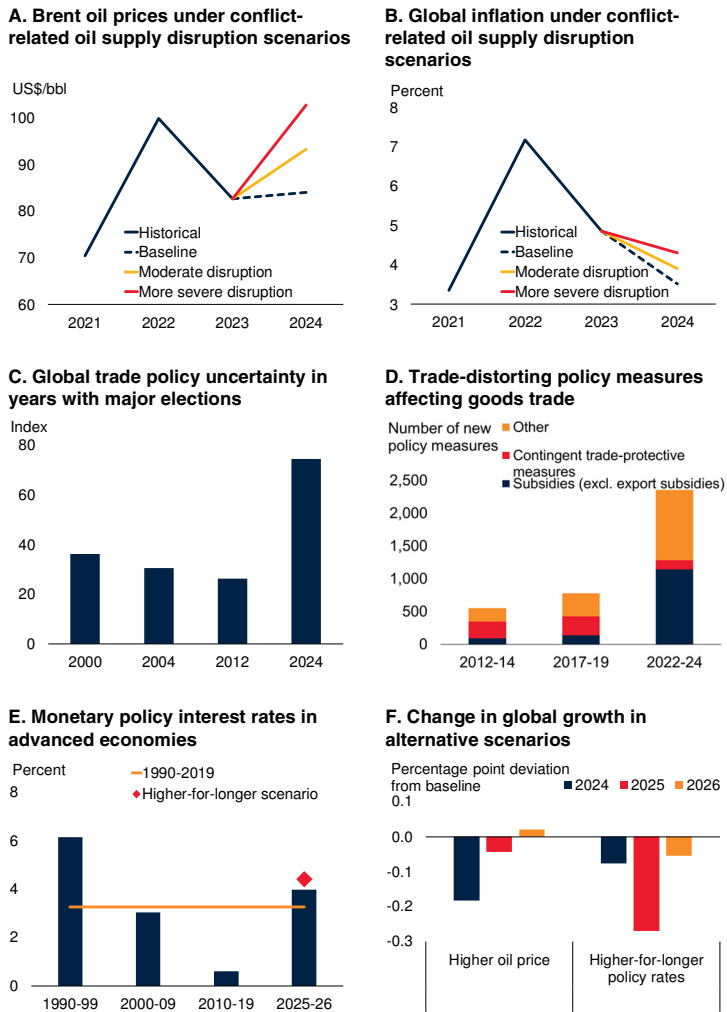 A. Brent oil prices under conflict-
related oil supply disruption scenarios
US$/bbl
100
90
80
70
60
Historical
Baseline
Moderate disruption
More severe disruption
2021 2022 2023 2024
B. Global inflation under conflict-
related oil supply disruption
scenarios
Percent
8
7
6
5
4
3
Historical
Baseline
Moderate disruption
More severe disruption
2021 2022 2023 2024
C. Global trade policy uncertainty in
years with major elections
Index
80
60
40
20
0
2000 2004 2012 2024
D. Trade-distorting policy measures
affecting goods trade
Number of new
policy measures
Other
Contingent trade-protective
measures
Subsidies (excl. export subsidies)
2,500
2,000
1,500
1,000
500
0
2012-14 2017-19 2022-24
E. Monetary policy interest rates in
advanced economies
Percent
1990-2019
Higher-for-longer scenario
8
6
4
2
0
1990-99 2000-09 2010-19 2025-26
F. Change in global growth in
alternative scenarios
Percentage point deviation
from baseline
2024 2025 2026
0.1
0.0
-0.1
-0.2
-0.3
Higher oil price
Higher-for-longer
policy rates